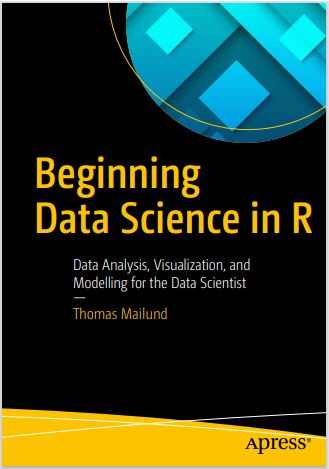 Beginning
Data Science in R
Data Analysis, Visualization, and
Modelling for the Data Scientist
—
Thomas Mailund
Apress®